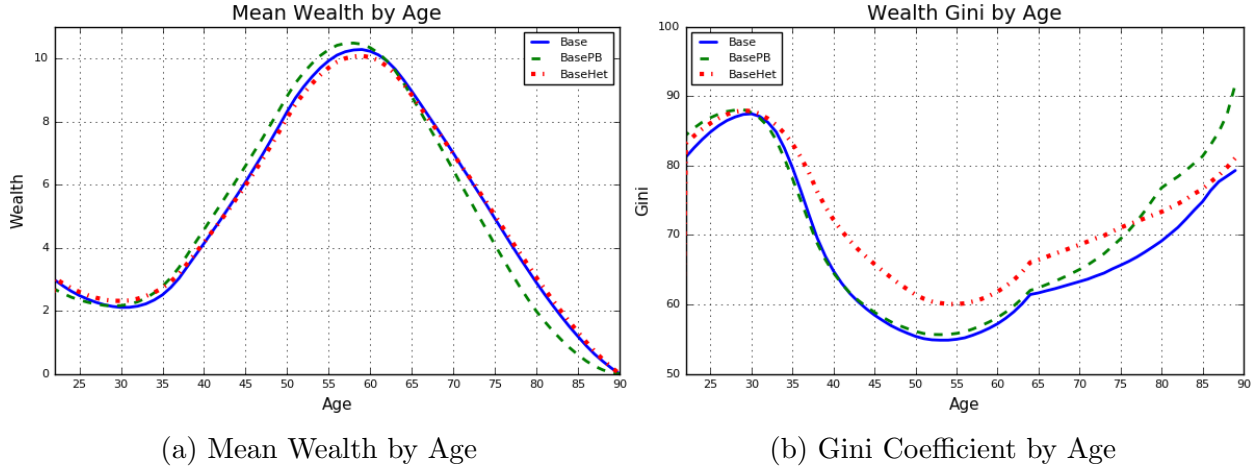 Mean Wealth by Age
Wealth
10
8
6
4
2
0
25 30 35 40 45 50 55 60 65 70 75 80 85 90
Age
Base
BasePB
BaseHet
(a) Mean Wealth by Age
Wealth Gini by Age
Gini
100
90
80
70
60
50
25 30 35 40 45 50 55 60 65 70 75 80 85 90
Age
Base
BasePB
BaseHet
(b) Gini Coefficient by Age